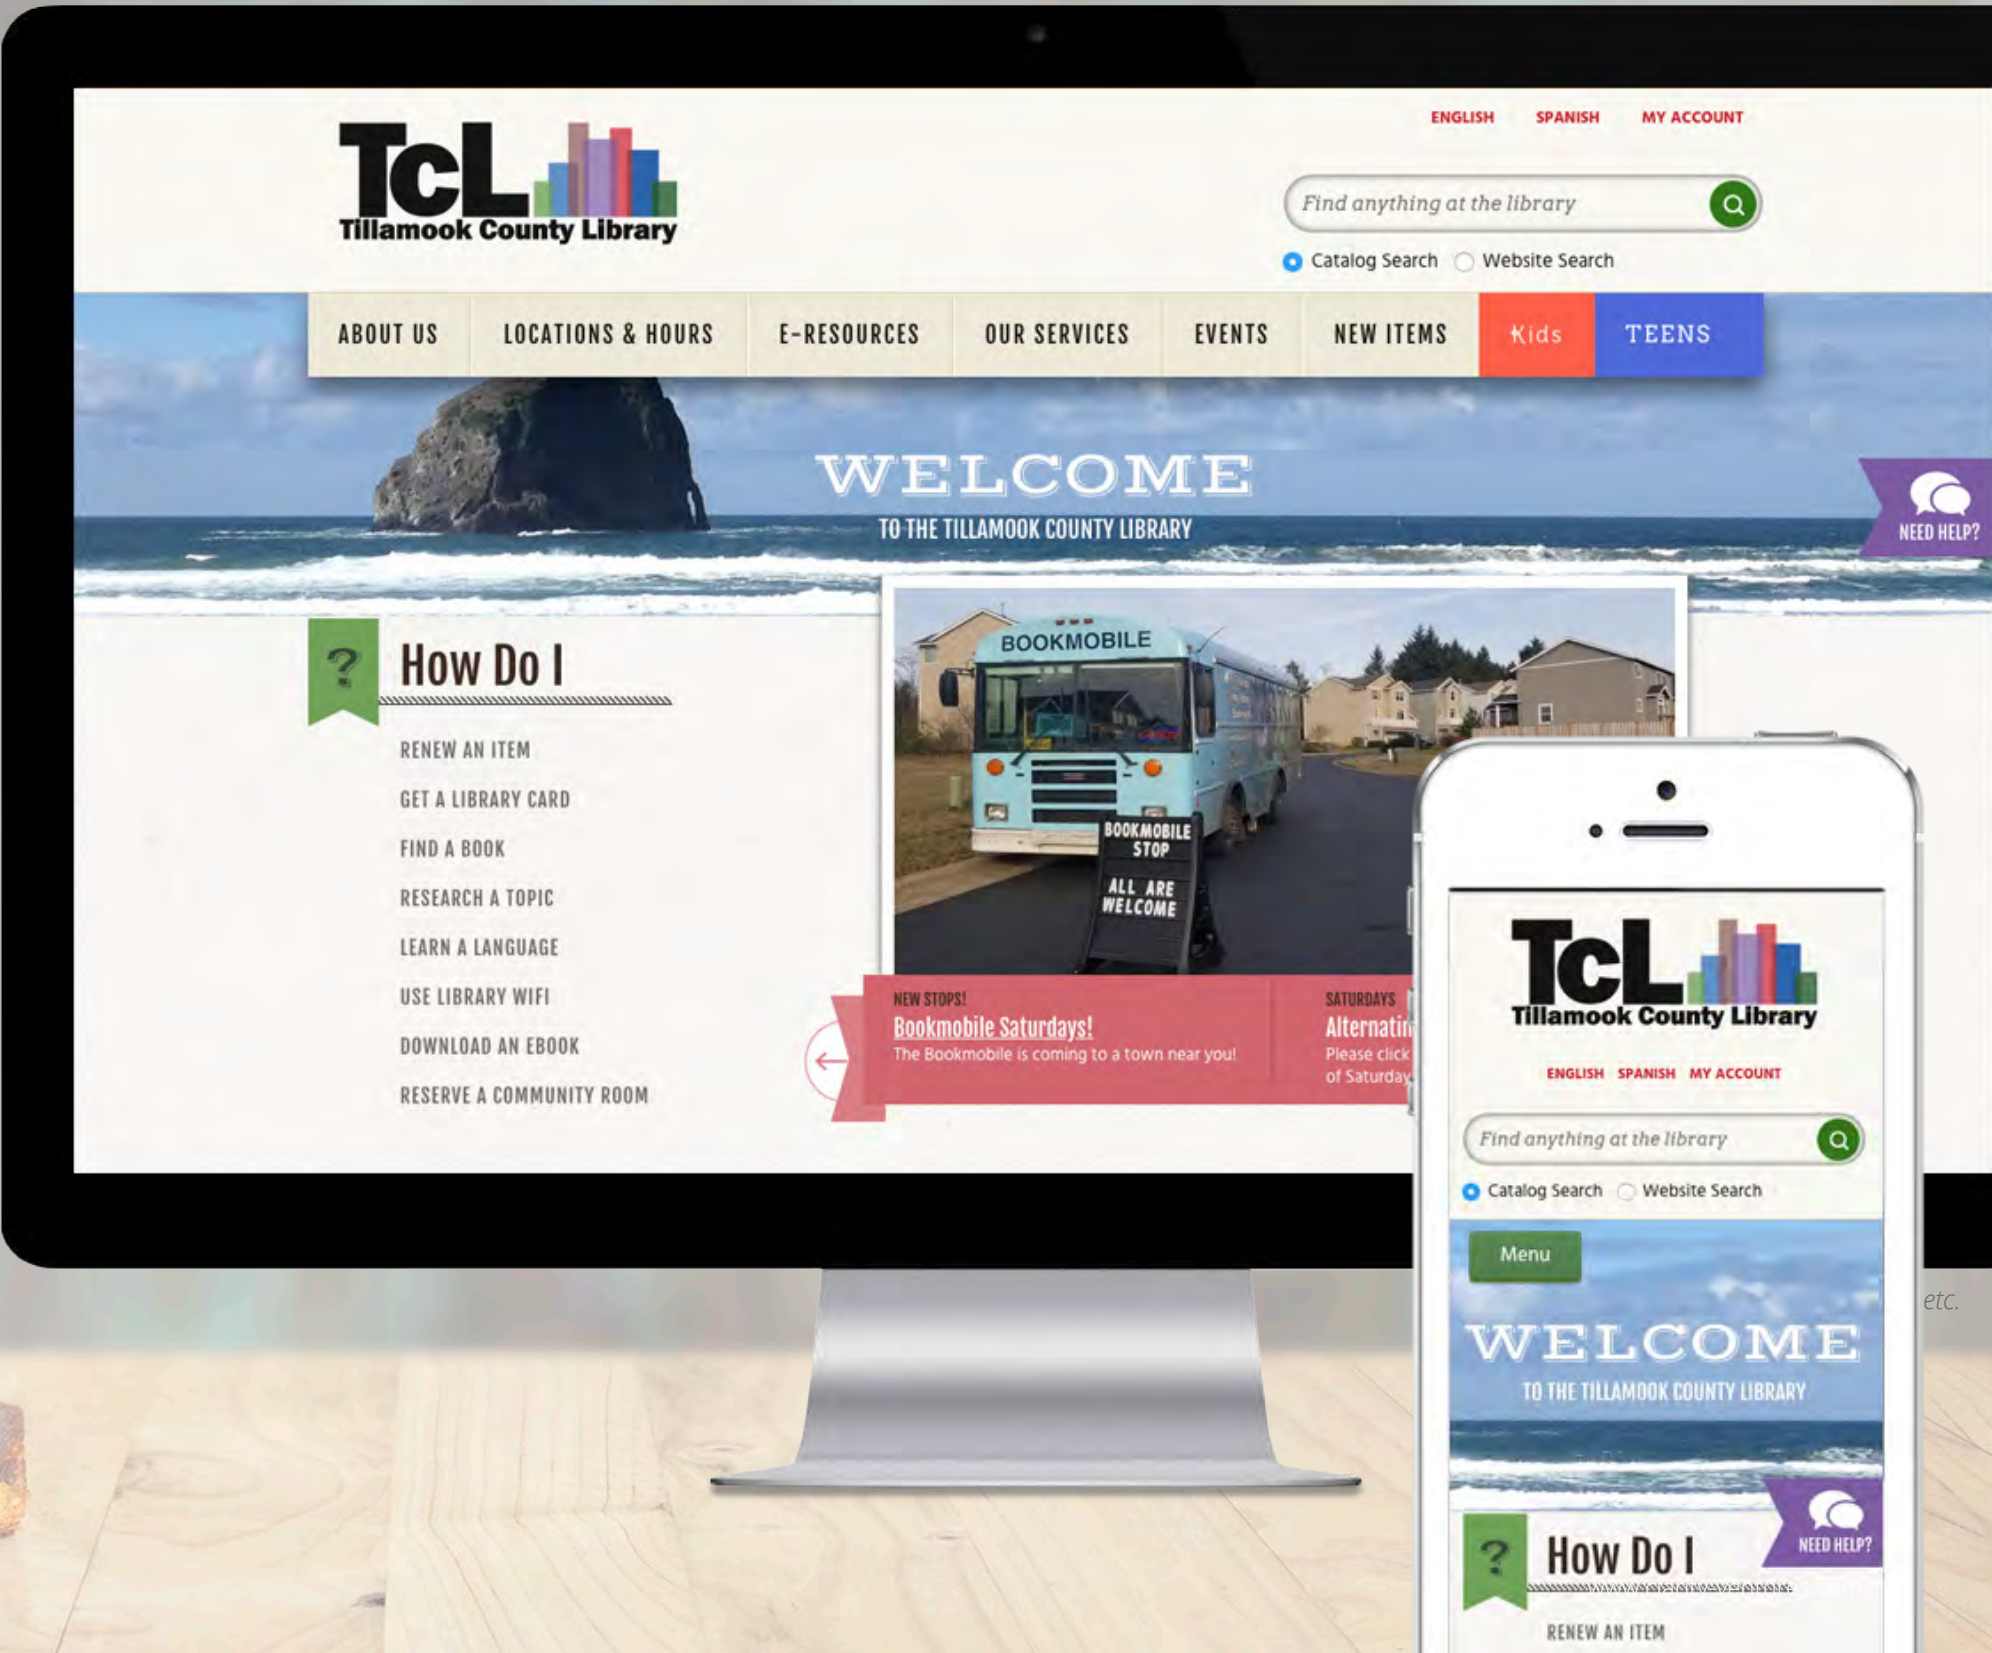 TcL
Tillamook County Library
ENGLISH SPANISH MY ACCOUNT
Find anything at the library
Catalog Search Website Search
ABOUT US LOCATIONS & HOURS E-RESOURCES OUR SERVICES EVENTS NEW ITEMS Kids TEENS
WELCOME
TO THE TILLAMOOK COUNTY LIBRARY
NEED HELP?
? How Do I
RENEW AN ITEM
GET A LIBRARY CARD
FIND A BOOK
RESEARCH A TOPIC
LEARN A LANGUAGE
USE LIBRARY WIFI
DOWNLOAD AN EBOOK
RESERVE A COMMUNITY ROOM
BOOKMOBILE
BOOKMOBILE
STOP
ALL ARE
WELCOME
NEW STOPS!
Bookmobile Saturdays!
The Bookmobile is coming to a town near you!
SATURDAYS
Alternatin
Please click
of Saturday
TcL
Tillamook County Library
ENGLISH SPANISH MY ACCOUNT
Find anything at the library
Catalog Search Website Search
Menu
WELCOME
TO THE TILLAMOOK COUNTY LIBRARY
NEED HELP?
? How Do I
RENEW AN ITEM
etc.